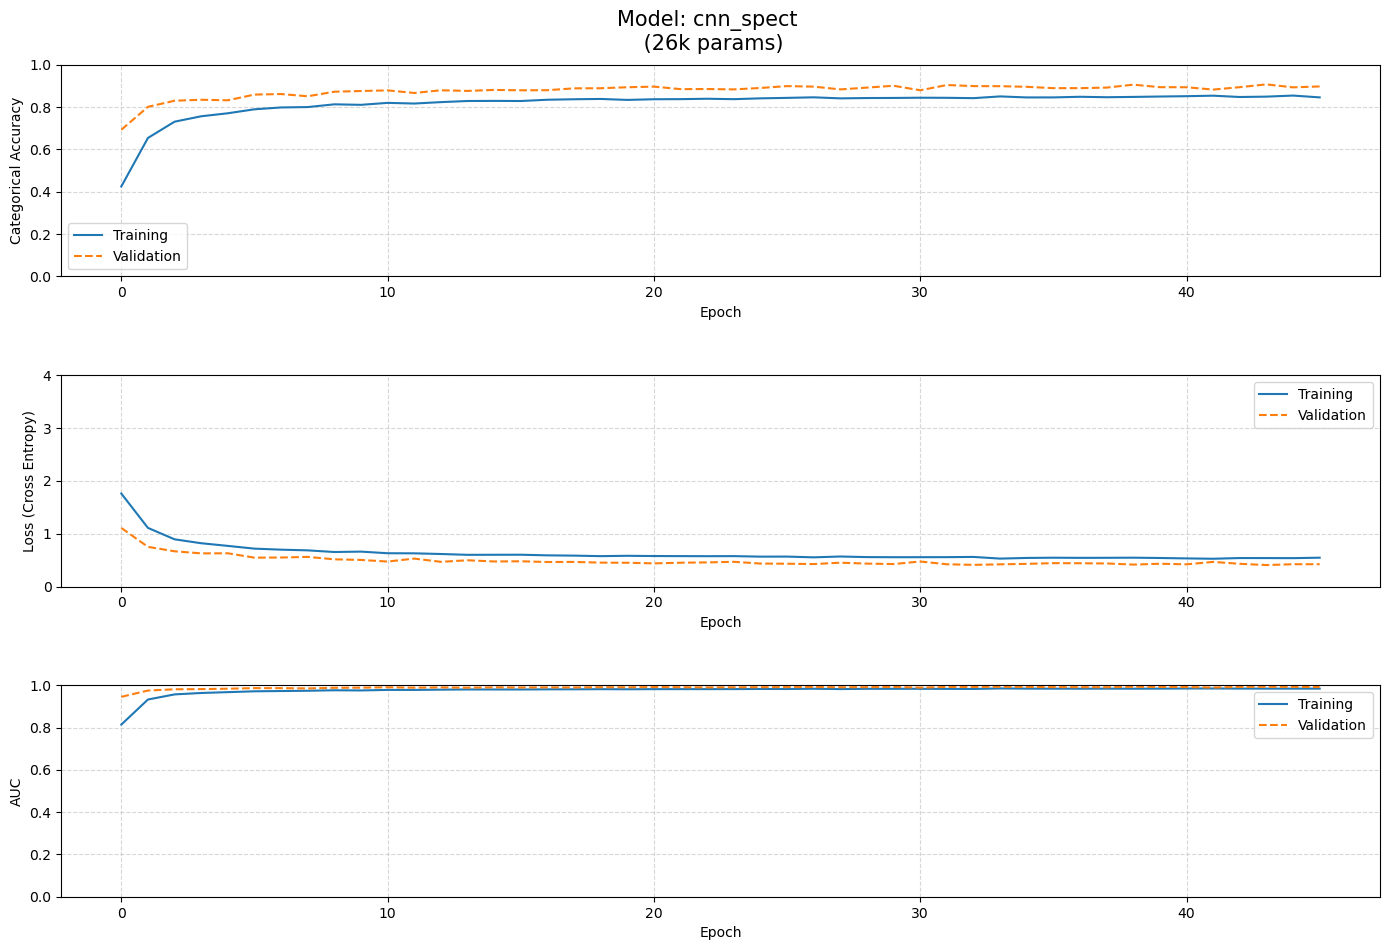 Model: cnn_spect
(26k params)
Categorical Accuracy
1.0
0.8
0.6
0.4
0.2
0.0
Training
Validation
0
10
20
30
40
Epoch
Loss (Cross Entropy)
4
3
2
1
0
Training
Validation
0
10
20
30
40
Epoch
AUC
1.0
0.8
0.6
0.4
0.2
0.0
Training
Validation
0
10
20
30
40
Epoch